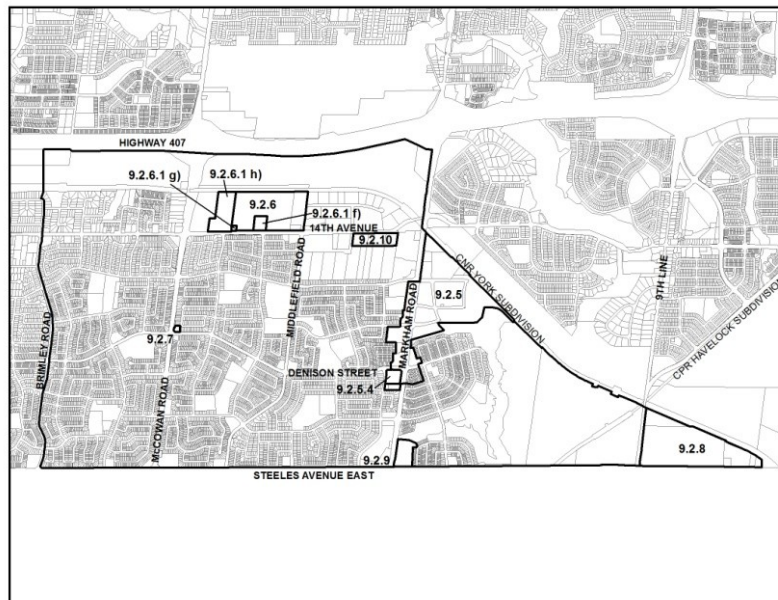 HIGHWAY 407
9.2.6.1 h)
9.2.6.1 g)
9.2.6
9.2.6.1 f)
14TH AVENUE
9.2.10
MIDDLEFIELD ROAD
CNR YORK SUBDIVISION
9TH LINE
9.2.5
MARKHAM ROAD
CPR HAVELOCK SUBDIVISION
BRIMLEY ROAD
9.2.7
DENISON STREET
9.2.5.4
McCOWAN ROAD
9.2.9
9.2.8
STEELES AVENUE EAST